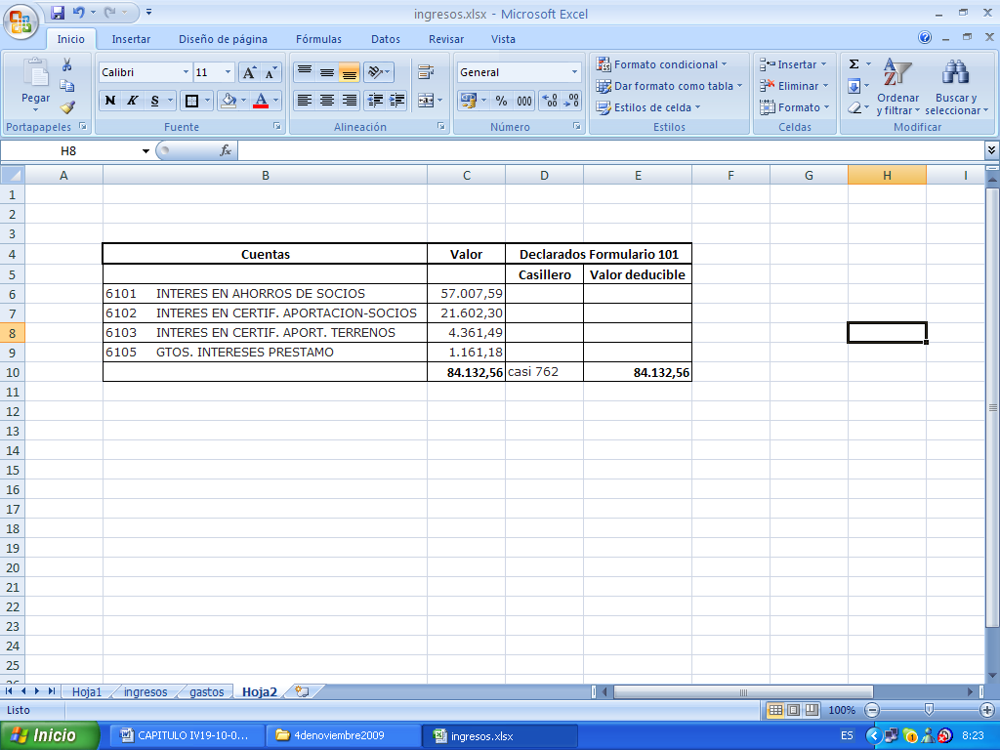 ingresos.xlsx - Microsoft Excel
Inicio Insertar Diseño de página Fórmulas Datos Revisar Vista
Pegar
Portapapeles
Calibri 11
N K S
Fuente
Alineación
General
% 000
Número
Formato condicional
Dar formato como tabla
Estilos de celda
Estilos
Insertar
Eliminar
Formato
Celdas
Ordenar y filtrar
Buscar y seleccionar
Modificar
H8
fx
A B C D E F G H I
1
2
3
4 Cuentas Valor Declarados Formulario 101
5 Casillero Valor deducible
6 6101 INTERES EN AHORROS DE SOCIOS 57.007,59
7 6102 INTERES EN CERTIF. APORTACION-SOCIOS 21.602,30
8 6103 INTERES EN CERTIF. APORT. TERRENOS 4.361,49
9 6105 GTOS. INTERESES PRESTAMO 1.161,18
10 84.132,56 casi 762 84.132,56
11
12
13
14
15
16
17
18
19
20
21
22
23
24
25
26
Hoja1 ingresos gastos Hoja2
Listo 100%
Inicio CAPITULO IV19-10-0... 4denoviembre2009 ingresos.xlsx ES 8:23